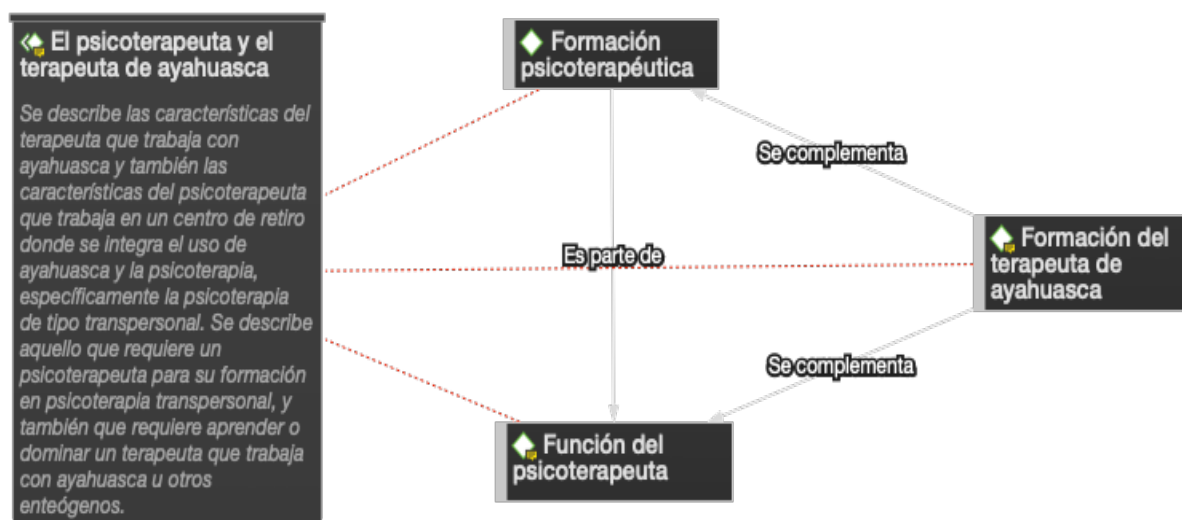 El psicoterapeuta y el
terapeuta de ayahuasca
Se describe las características del
terapeuta que trabaja con
ayahuasca y también las
características del psicoterapeuta
que trabaja en un centro de retiro
donde se integra el uso de
ayahuasca y la psicoterapia,
específicamente la psicoterapia
de tipo transpersonal. Se describe
aquello que requiere un
psicoterapeuta para su formación
en psicoterapia transpersonal, y
también que requiere aprender o
dominar un terapeuta que trabaja
con ayahuasca u otros
enteógenos.
Formación
psicoterapéutica
Se complementa
Es parte de
Formación del
terapeuta de
ayahuasca
Se complementa
Función del
psicoterapeuta